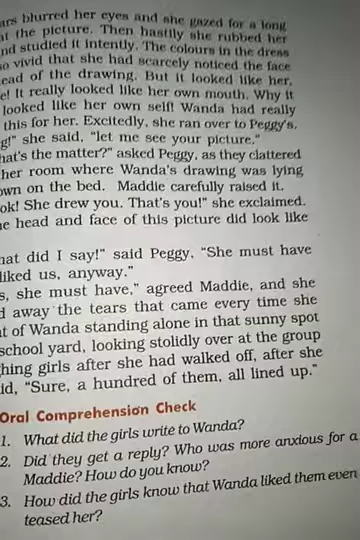 blurred her eyes and she gazed for a long
the picture. Then hastily she rubbed her
studied it intently. The colours in the dress
vivid that she had scarcely noticed the face
of the drawing. But it looked like her,
It really looked like her own mouth. Why it
looked like her own self! Wanda had really
this for her. Excitedly, she ran over to Peggy's.
she said, "let me see your picture."
the matter?" asked Peggy, as they clattered
her room where Wanda's drawing was lying
on the bed. Maddie carefully raised it.
She drew you. That's you!" she exclaimed.
head and face of this picture did look like
did I say!" said Peggy, "She must have
liked us, anyway."
she must have," agreed Maddie, and she
away the tears that came every time she
of Wanda standing alone in that sunny spot
school yard, looking stolidly over at the group
girls after she had walked off, after she
"Sure, a hundred of them, all lined up."
Oral Comprehension Check
1. What did the girls write to Wanda?
2. Did they get a reply? Who was more anxious for a
Maddie? How do you know?
3. How did the girls know that Wanda liked them even
teased her?